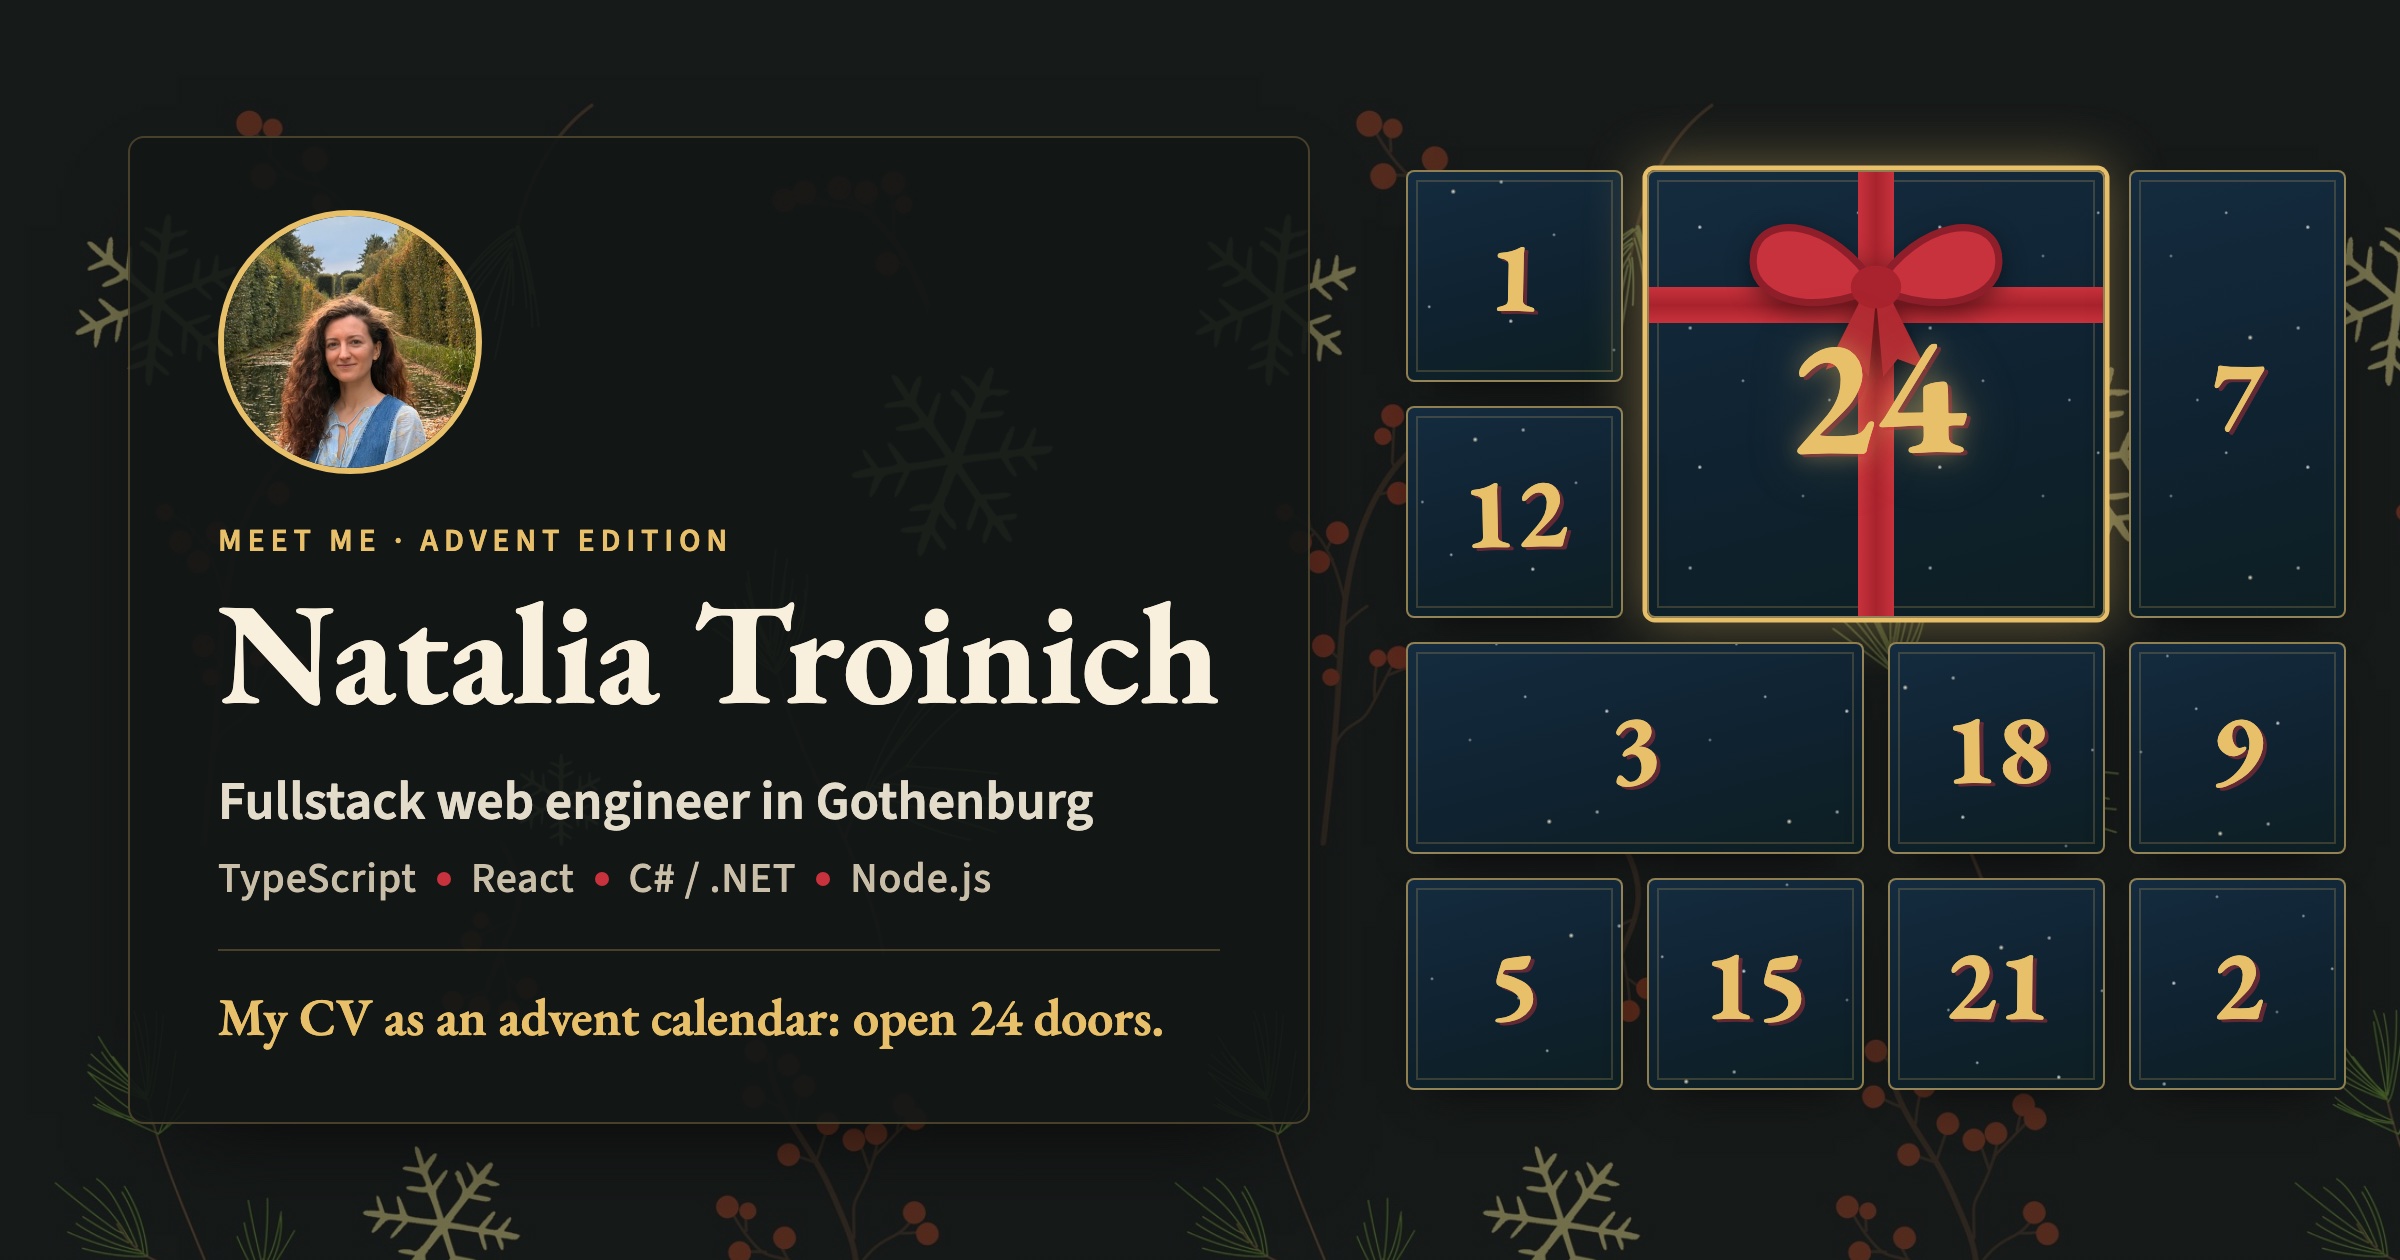 MEET ME · ADVENT EDITION
Natalia Troinich
Fullstack web engineer in Gothenburg
TypeScript • React • C# / .NET • Node.js
My CV as an advent calendar: open 24 doors.
1
24
7
12
3
18
9
5
15
21
2